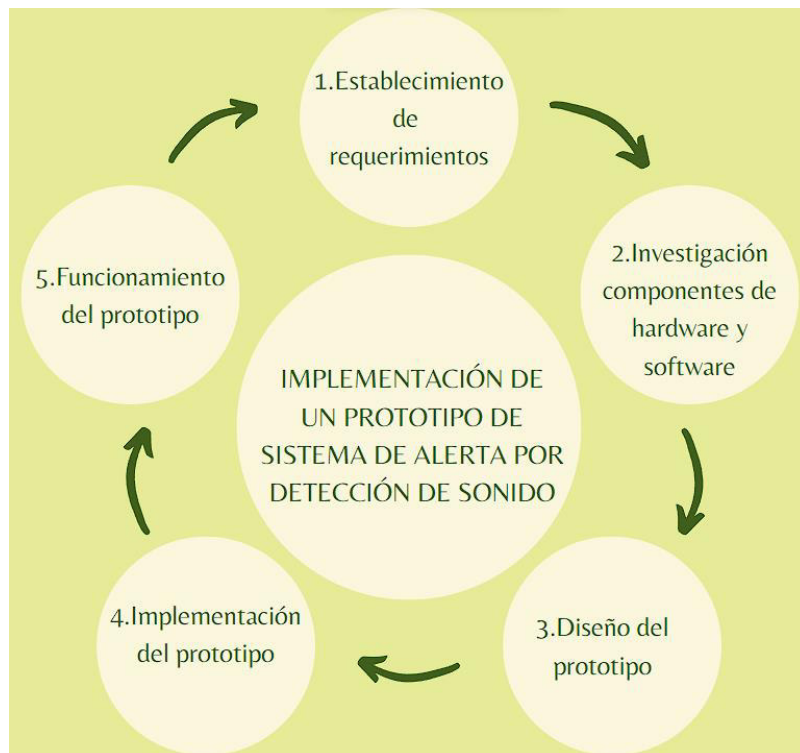 1.Establecimiento
de
requerimientos
2.Investigación
componentes de
hardware y
software
3.Diseño del
prototipo
4.Implementación
del prototipo
5.Funcionamiento
del prototipo
IMPLEMENTACIÓN DE
UN PROTOTIPO DE
SISTEMA DE ALERTA POR
DETECCIÓN DE SONIDO